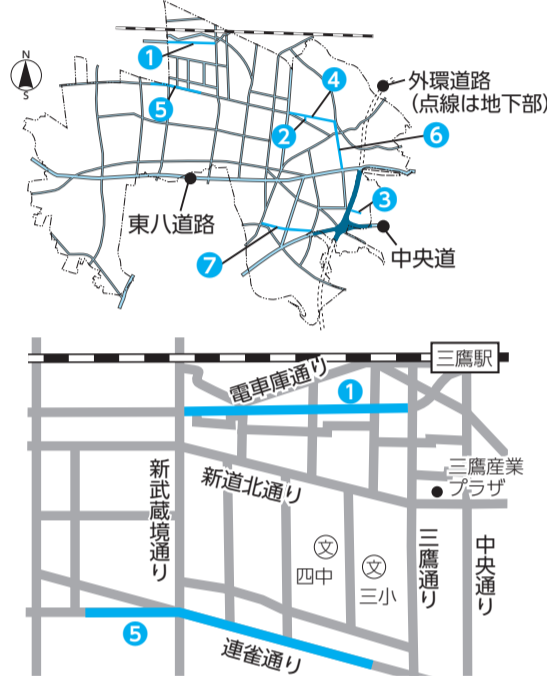 N
S
1
5
4
2
6
3
7
外環道路
(点線は地下部)
東八道路
中央道
三鷹駅
電車庫通り
1
新武蔵境通り
新道北通り
三鷹産業
プラザ
文
四中
文
三小
三鷹通り
中央通り
5
連雀通り